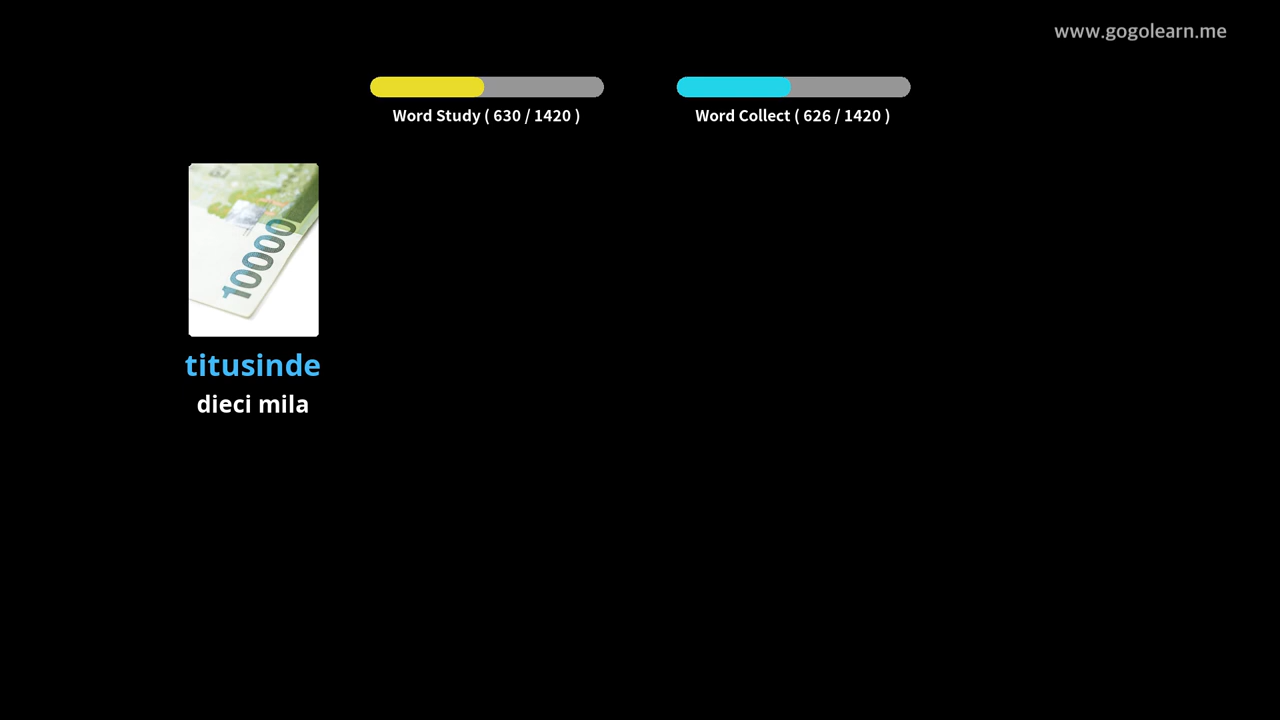 www.gogolearn.me
Word Study ( 630 / 1420 )
Word Collect ( 626 / 1420 )
10000
titusinde
dieci mila